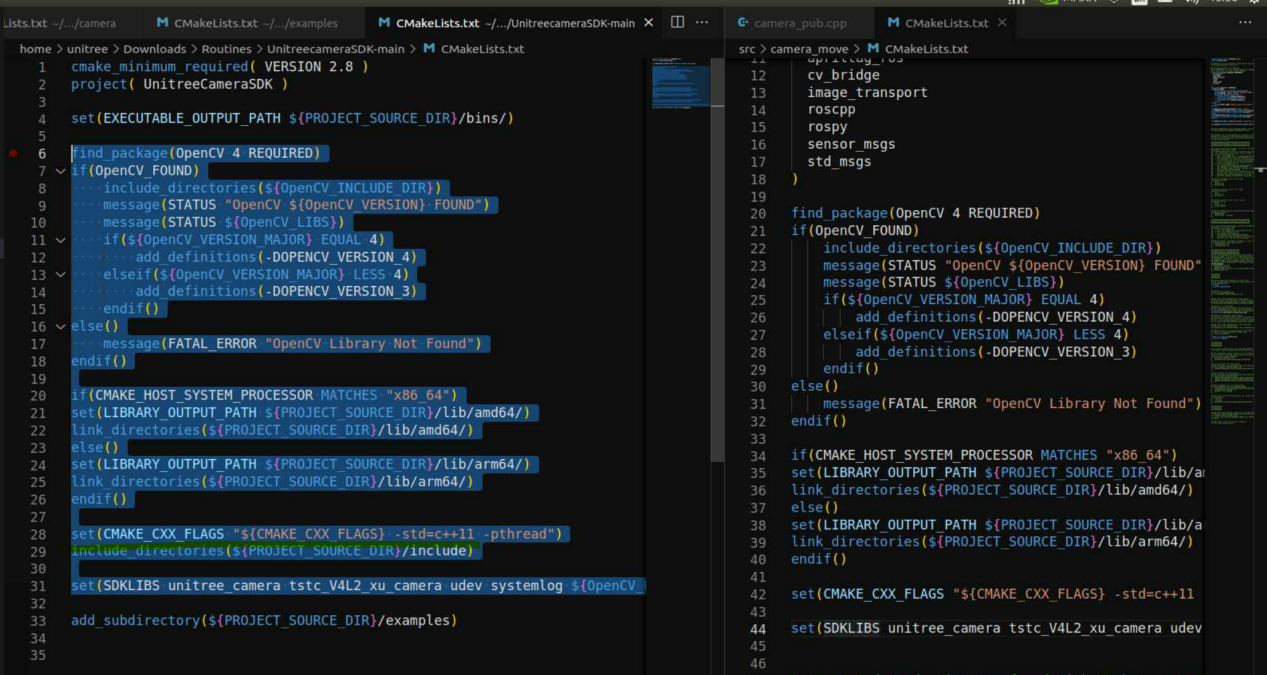 Lists.txt ~/.../camera
CMakeLists.txt ~/.../examples
CMakeLists.txt ~/.../UnitreecameraSDK-main
home > unitree > Downloads > Routines > UnitreecameraSDK-main > CMakeLists.txt
1 cmake_minimum_required( VERSION 2.8 )
2 project( UnitreeCameraSDK )
3
4 set(EXECUTABLE_OUTPUT_PATH ${PROJECT_SOURCE_DIR}/bins/)
5
6 find_package(OpenCV 4 REQUIRED)
7 if(OpenCV_FOUND)
8 include_directories(${OpenCV_INCLUDE_DIR})
9 message(STATUS "OpenCV ${OpenCV_VERSION} FOUND")
10 message(STATUS ${OpenCV_LIBS})
11 if(${OpenCV_VERSION_MAJOR} EQUAL 4)
12 add_definitions(-DOPENCV_VERSION_4)
13 elseif(${OpenCV_VERSION_MAJOR} LESS 4)
14 add_definitions(-DOPENCV_VERSION_3)
15 endif()
16 else()
17 message(FATAL_ERROR "OpenCV Library Not Found")
18 endif()
19
20 if(CMAKE_HOST_SYSTEM_PROCESSOR MATCHES "x86_64")
21 set(LIBRARY_OUTPUT_PATH ${PROJECT_SOURCE_DIR}/lib/amd64/)
22 link_directories(${PROJECT_SOURCE_DIR}/lib/amd64/)
23 else()
24 set(LIBRARY_OUTPUT_PATH ${PROJECT_SOURCE_DIR}/lib/arm64/)
25 link_directories(${PROJECT_SOURCE_DIR}/lib/arm64/)
26 endif()
27
28 set(CMAKE_CXX_FLAGS "${CMAKE_CXX_FLAGS} -std=c++11 -pthread")
29 include_directories(${PROJECT_SOURCE_DIR}/include)
30
31 set(SDKLIBS unitree_camera tstc_V4L2_xu_camera udev systemlog ${OpenCV_
32
33 add_subdirectory(${PROJECT_SOURCE_DIR}/examples)
34
35
camera_pub.cpp
CMakeLists.txt
src > camera_move > CMakeLists.txt
11 apriltag_ros
12 cv_bridge
13 image_transport
14 roscpp
15 rospy
16 sensor_msgs
17 std_msgs
18 )
19
20 find_package(OpenCV 4 REQUIRED)
21 if(OpenCV_FOUND)
22 include_directories(${OpenCV_INCLUDE_DIR})
23 message(STATUS "OpenCV ${OpenCV_VERSION} FOUND"
24 message(STATUS ${OpenCV_LIBS})
25 if(${OpenCV_VERSION_MAJOR} EQUAL 4)
26 add_definitions(-DOPENCV_VERSION_4)
27 elseif(${OpenCV_VERSION_MAJOR} LESS 4)
28 add_definitions(-DOPENCV_VERSION_3)
29 endif()
30 else()
31 message(FATAL_ERROR "OpenCV Library Not Found")
32 endif()
33
34 if(CMAKE_HOST_SYSTEM_PROCESSOR MATCHES "x86_64")
35 set(LIBRARY_OUTPUT_PATH ${PROJECT_SOURCE_DIR}/lib/a
36 link_directories(${PROJECT_SOURCE_DIR}/lib/amd64/)
37 else()
38 set(LIBRARY_OUTPUT_PATH ${PROJECT_SOURCE_DIR}/lib/a
39 link_directories(${PROJECT_SOURCE_DIR}/lib/arm64/)
40 endif()
41
42 set(CMAKE_CXX_FLAGS "${CMAKE_CXX_FLAGS} -std=c++11
43
44 set(SDKLIBS unitree_camera tstc_V4L2_xu_camera udev
45
46